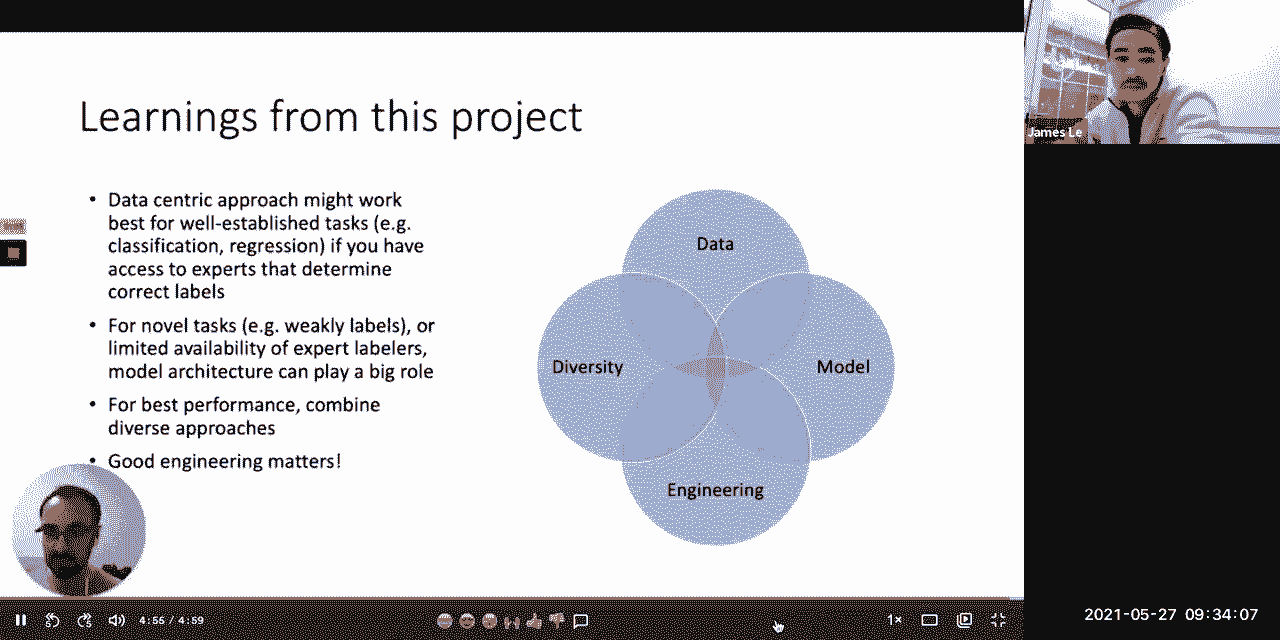 Learnings from this project
• Data centric approach might work
best for well-established tasks (e.g.
classification, regression) if you have
access to experts that determine
correct labels
• For novel tasks (e.g. weakly labels), or
limited availability of expert labelers,
model architecture can play a big role
• For best performance, combine
diverse approaches
• Good engineering matters!
Data
Diversity
Model
Engineering
James Le
4:55 / 4:59
1×
2021-05-27 09:34:07